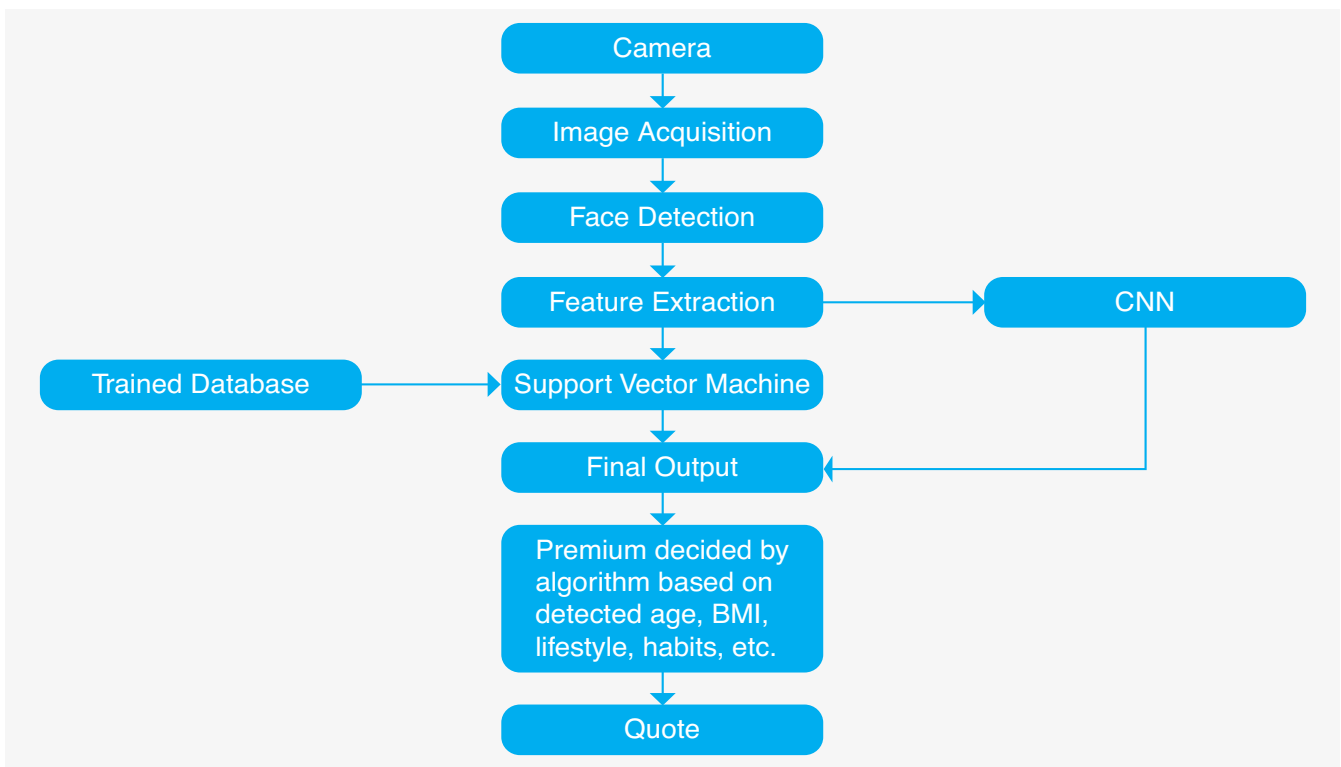 Camera
Image Acquisition
Face Detection
Feature Extraction
CNN
Trained Database
Support Vector Machine
Final Output
Premium decided by
algorithm based on
detected age, BMI,
lifestyle, habits, etc.
Quote